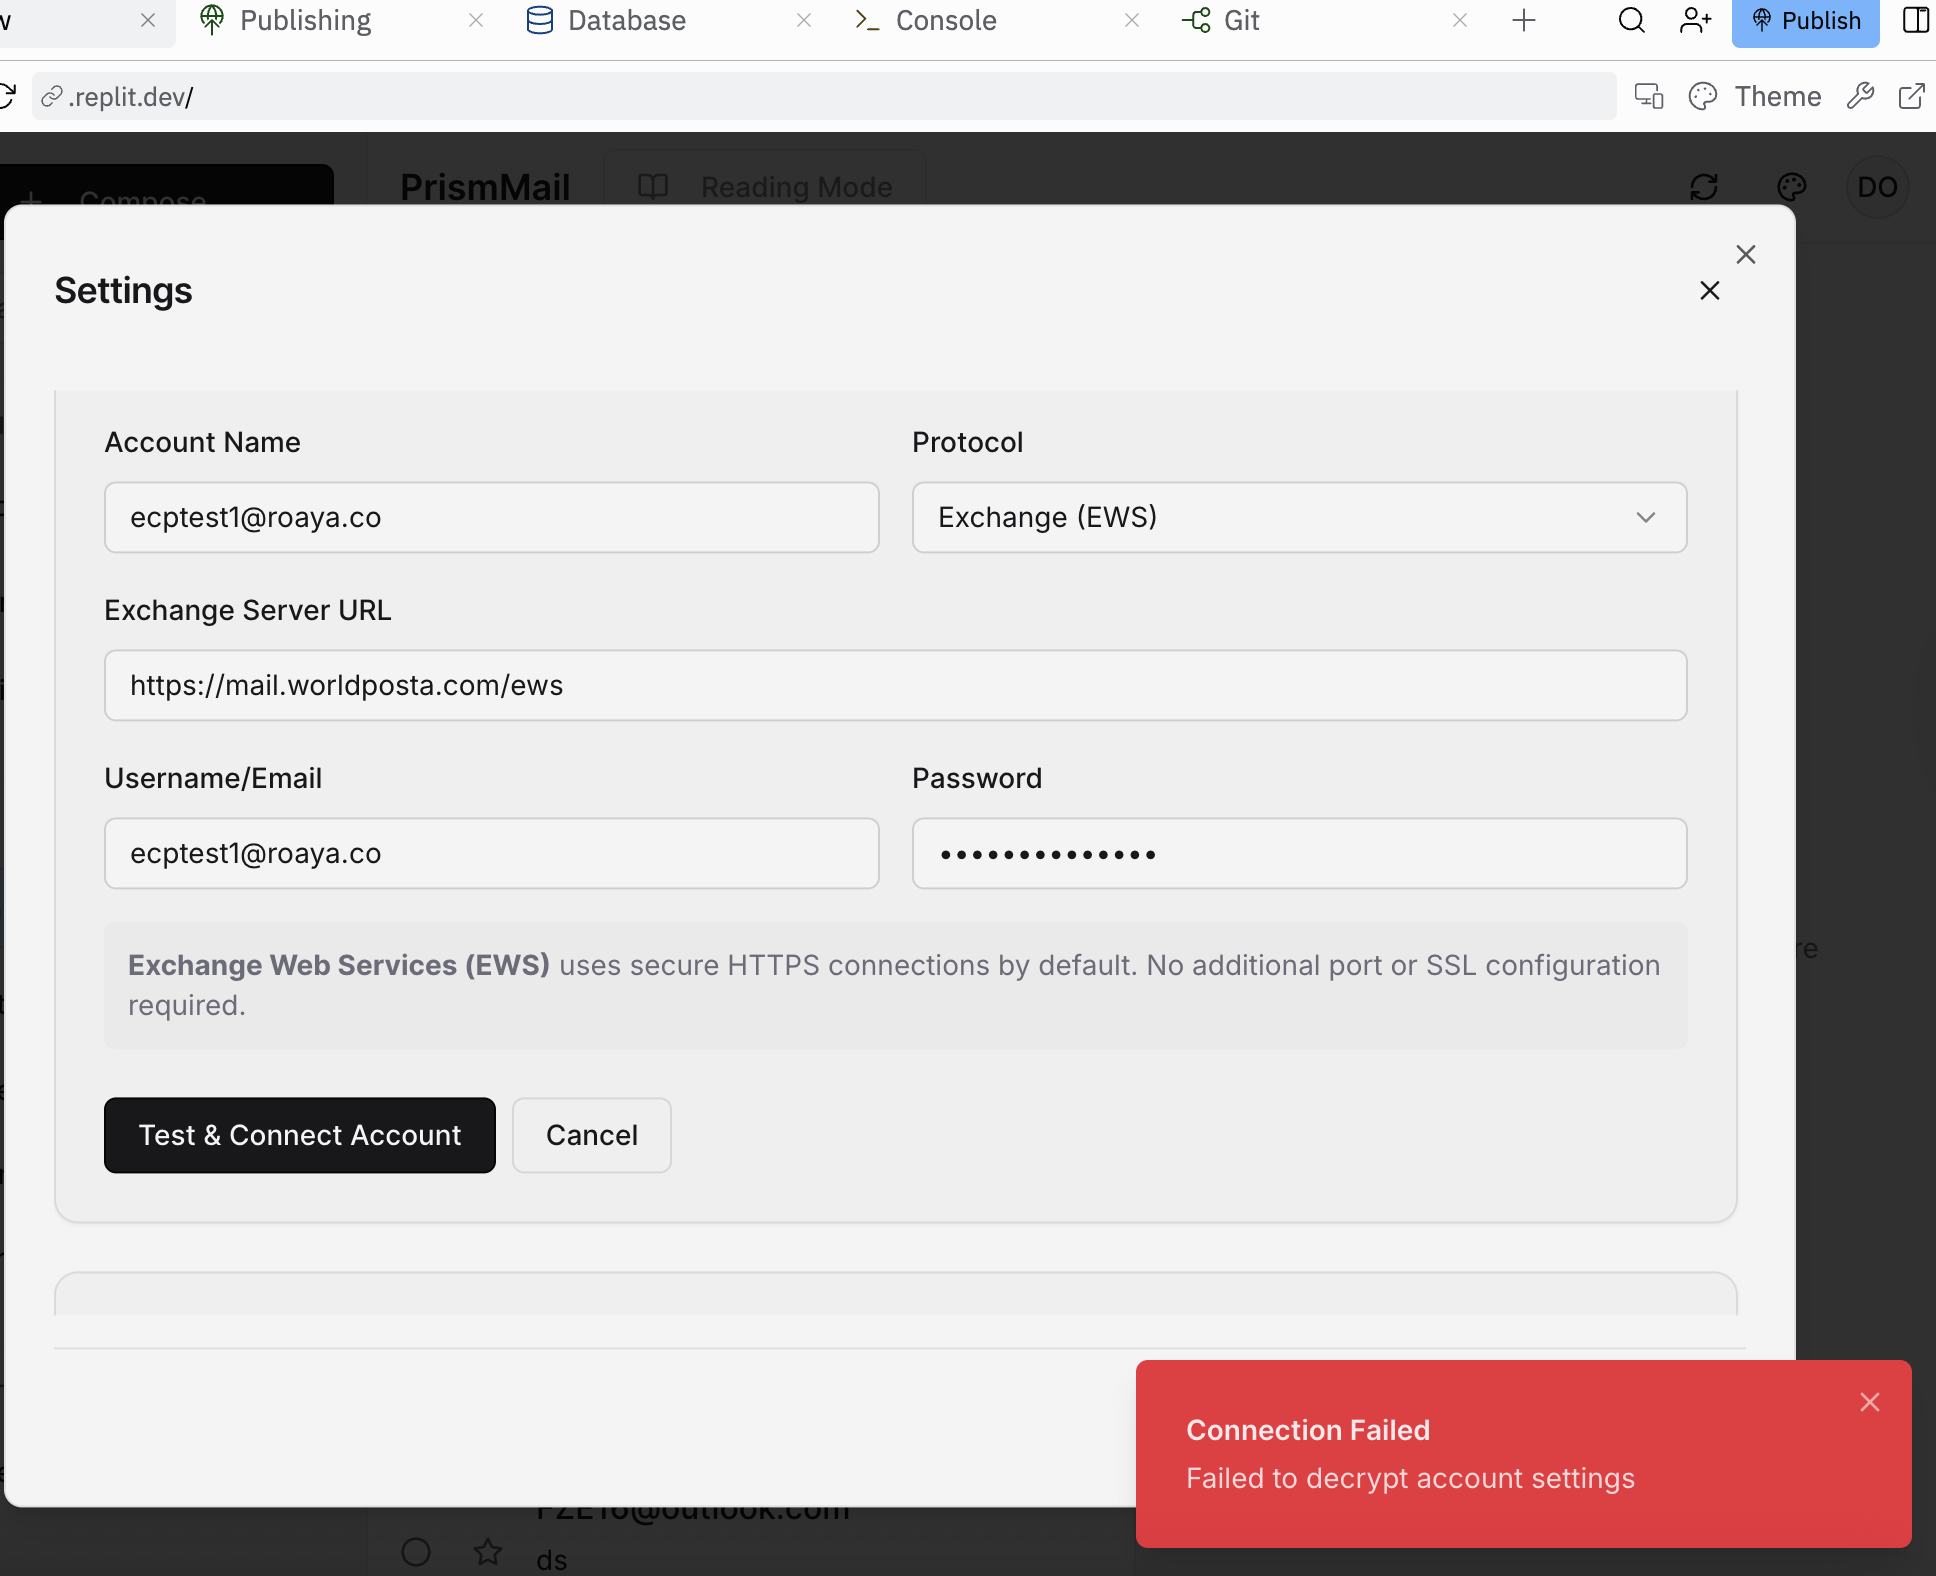 Publishing
Database
Console
Git
Publish
.replit.dev/
Theme
Compose
PrismMail
Reading Mode
DO
Settings
Account Name
Protocol
ecptest1@roaya.co
Exchange (EWS)
Exchange Server URL
https://mail.worldposta.com/ews
Username/Email
Password
ecptest1@roaya.co
••••••••••••••
Exchange Web Services (EWS) uses secure HTTPS connections by default. No additional port or SSL configuration
required.
re
Test & Connect Account
Cancel
Connection Failed
Failed to decrypt account settings
FZE16@outlook.com
ds